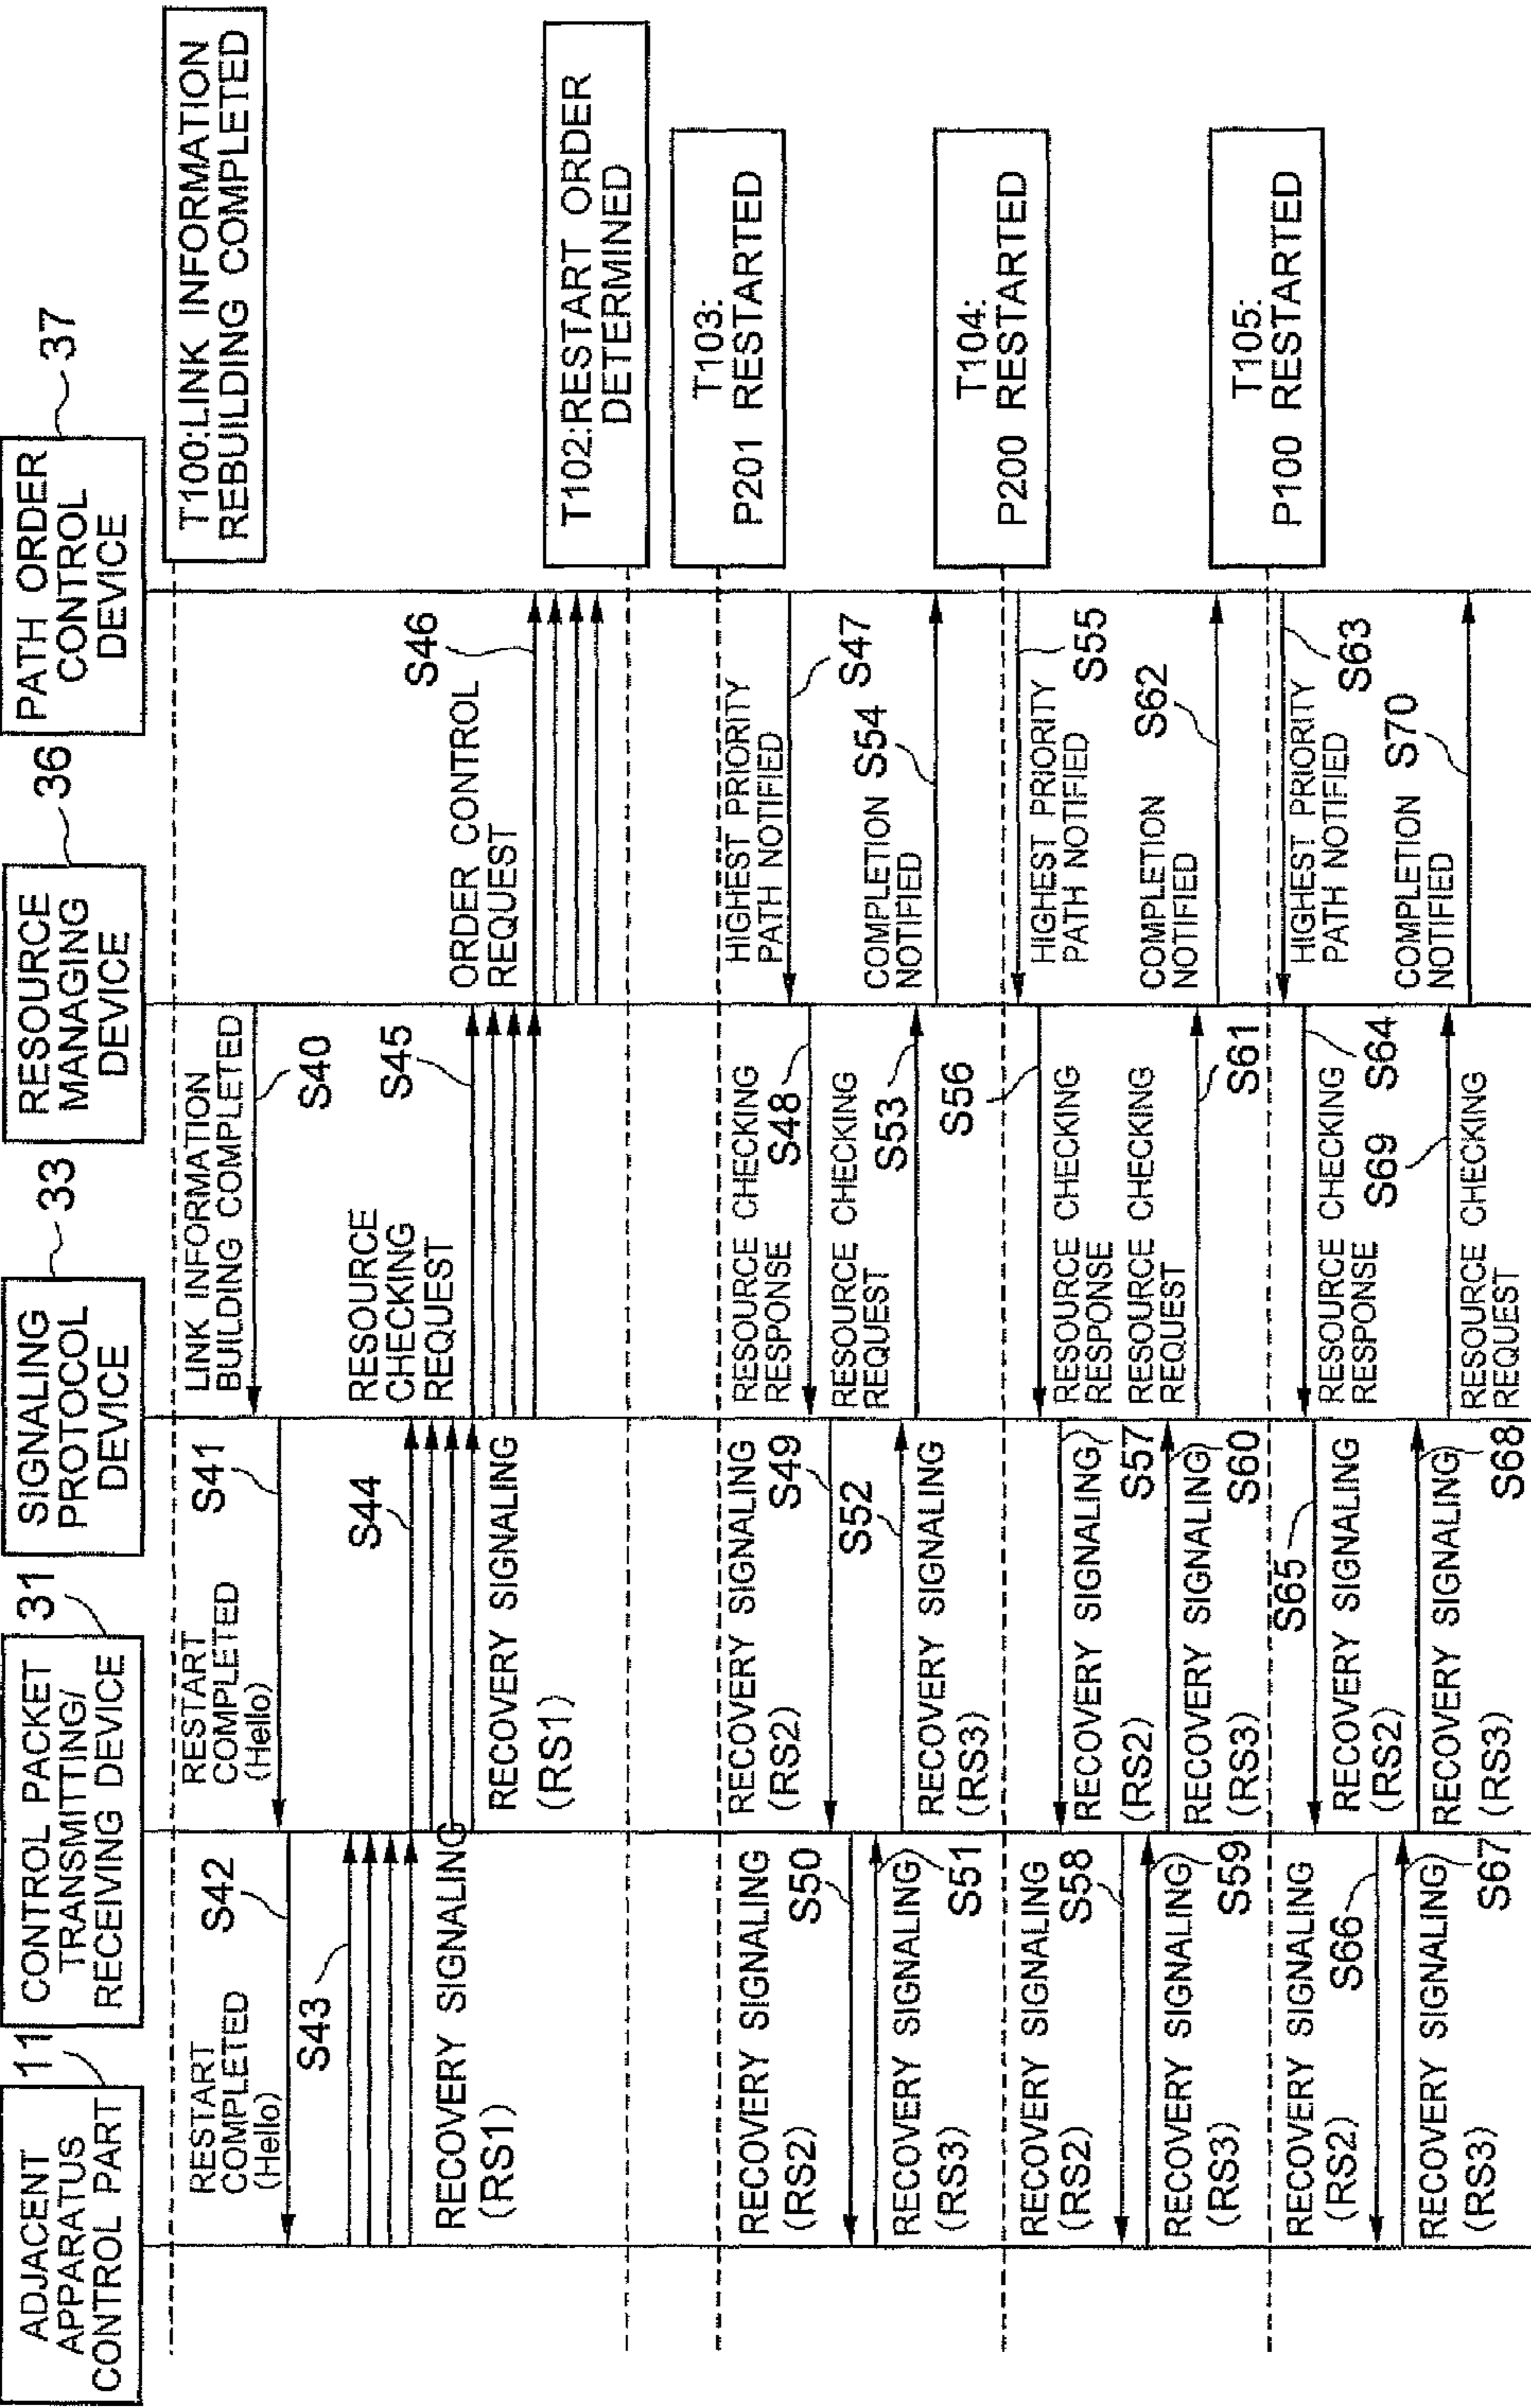 ADJACENT
APPARATUS
CONTROL PART
11
CONTROL PACKET
TRANSMITTING/
RECEIVING DEVICE
31
SIGNALING
PROTOCOL
DEVICE
33
RESOURCE
MANAGING
DEVICE
36
PATH ORDER
CONTROL
DEVICE
37
T100:LINK INFORMATION
REBUILDING COMPLETED
LINK INFORMATION
BUILDING COMPLETED
S40
RESTART
COMPLETED
(Hello)
S41
RESTART
COMPLETED
(Hello)
S42
S43
RECOVERY SIGNALING
(RS1)
S44
RECOVERY SIGNALING
(RS1)
RESOURCE
CHECKING
REQUEST
S45
ORDER CONTROL
REQUEST
S46
T102:RESTART ORDER
DETERMINED
T103:
P201 RESTARTED
HIGHEST PRIORITY
PATH NOTIFIED
S47
RESOURCE CHECKING
RESPONSE
S48
RECOVERY SIGNALING
(RS2)
S49
RECOVERY SIGNALING
(RS2)
S50
RECOVERY SIGNALING
(RS3)
S51
S52
RECOVERY SIGNALING
(RS3)
RESOURCE CHECKING
REQUEST
S53
COMPLETION
NOTIFIED
S54
T104:
P200 RESTARTED
S55
HIGHEST PRIORITY
PATH NOTIFIED
S56
RESOURCE CHECKING
RESPONSE
RECOVERY SIGNALING
(RS2)
S57
RECOVERY SIGNALING
(RS2)
S58
RECOVERY SIGNALING
(RS3)
S59
RECOVERY SIGNALING
(RS3)
S60
RESOURCE CHECKING
REQUEST
S61
COMPLETION
NOTIFIED
S62
T105:
P100 RESTARTED
S63
HIGHEST PRIORITY
PATH NOTIFIED
S64
RESOURCE CHECKING
RESPONSE
S65
RECOVERY SIGNALING
(RS2)
RECOVERY SIGNALING
(RS2)
S66
RECOVERY SIGNALING
(RS3)
S67
RECOVERY SIGNALING
(RS3)
S68
S69
RESOURCE CHECKING
REQUEST
COMPLETION
NOTIFIED
S70